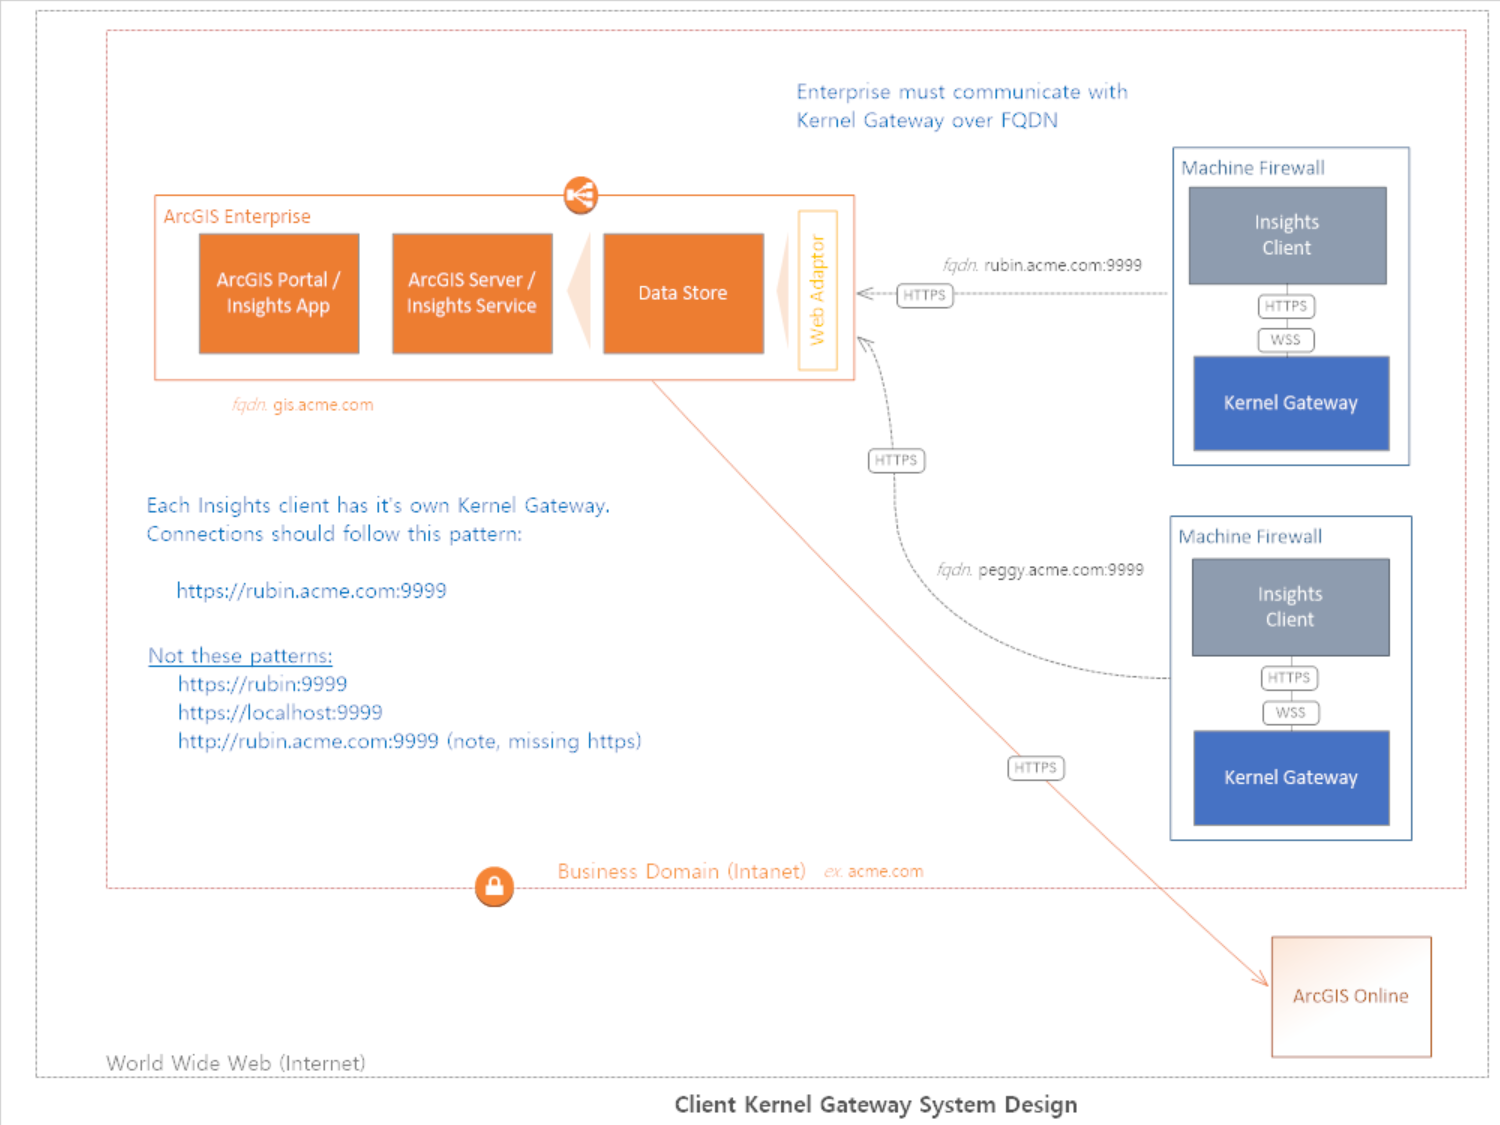 Enterprise must communicate with
Kernel Gateway over FQDN
Machine Firewall
Insights
Client
HTTPS
WSS
Kernel Gateway
ArcGIS Enterprise
ArcGIS Portal /
Insights App
ArcGIS Server /
Insights Service
Data Store
Web Adaptor
fqdn. rubin.acme.com:9999
HTTPS
fqdn. gis.acme.com
HTTPS
Each Insights client has it's own Kernel Gateway.
Connections should follow this pattern:
https://rubin.acme.com:9999
Not these patterns:
https://rubin:9999
https://localhost:9999
http://rubin.acme.com:9999 (note, missing https)
fqdn. peggy.acme.com:9999
Machine Firewall
Insights
Client
HTTPS
WSS
Kernel Gateway
HTTPS
Business Domain (Intanet) ex. acme.com
ArcGIS Online
World Wide Web (Internet)
Client Kernel Gateway System Design